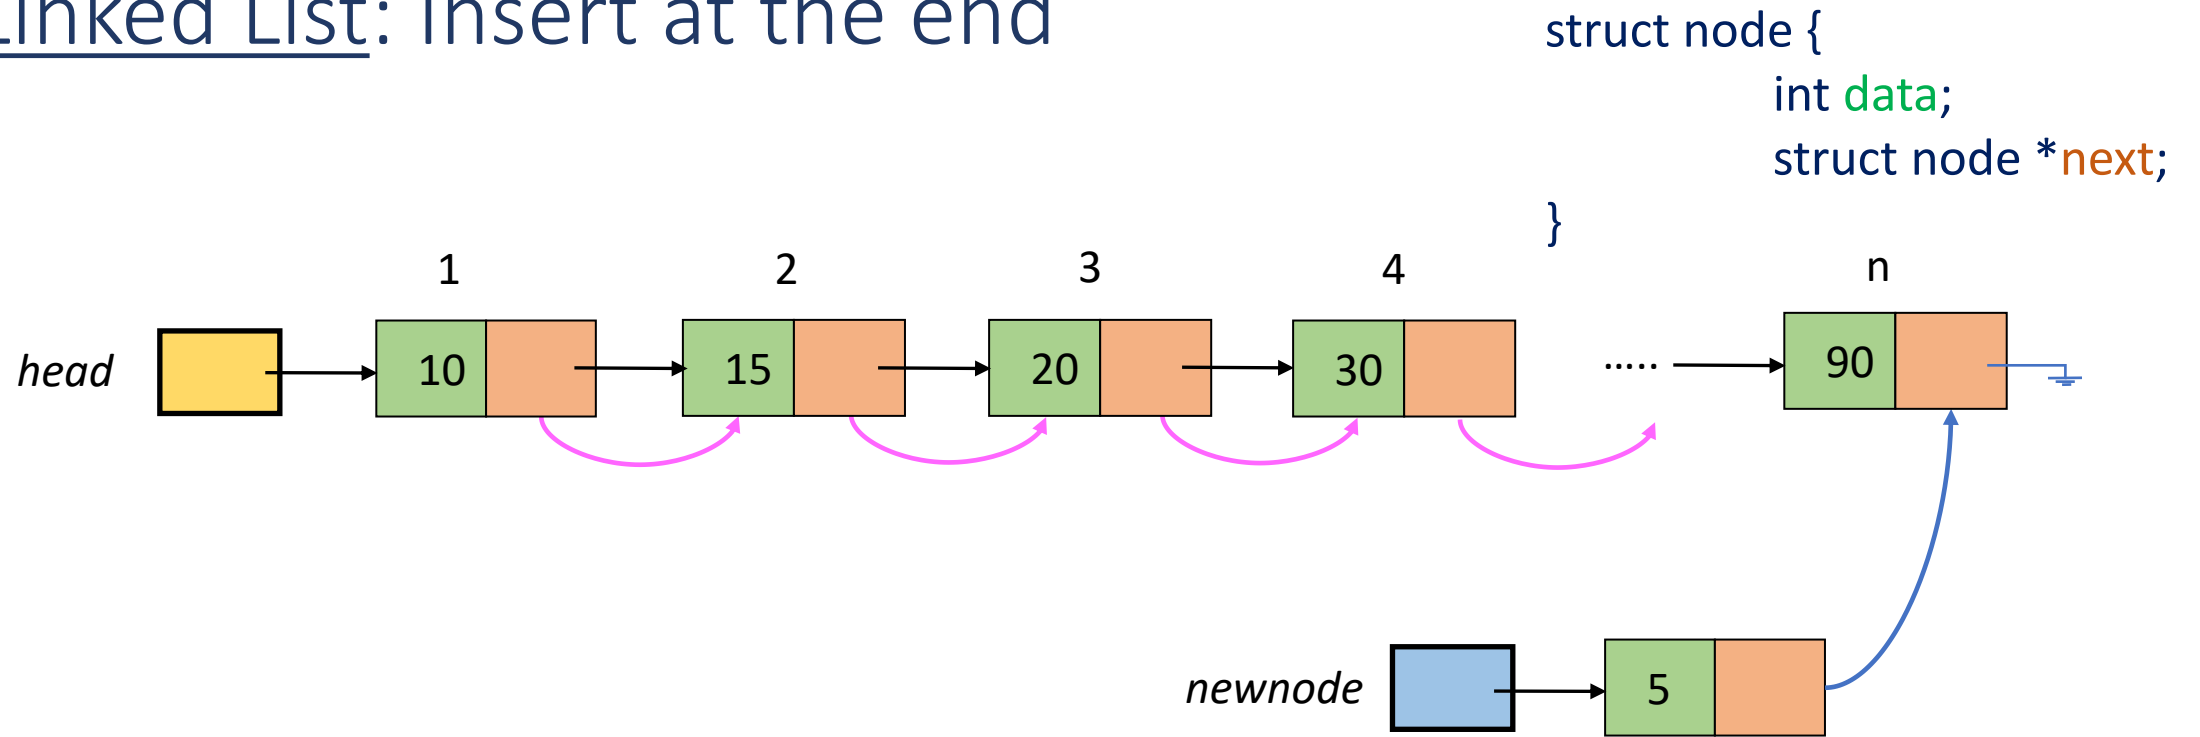 Linked List: Insert at the end
struct node {
int data;
struct node *next;
}
1 2 3 4 n
head 10 15 20 30 ..... 90
newnode 5